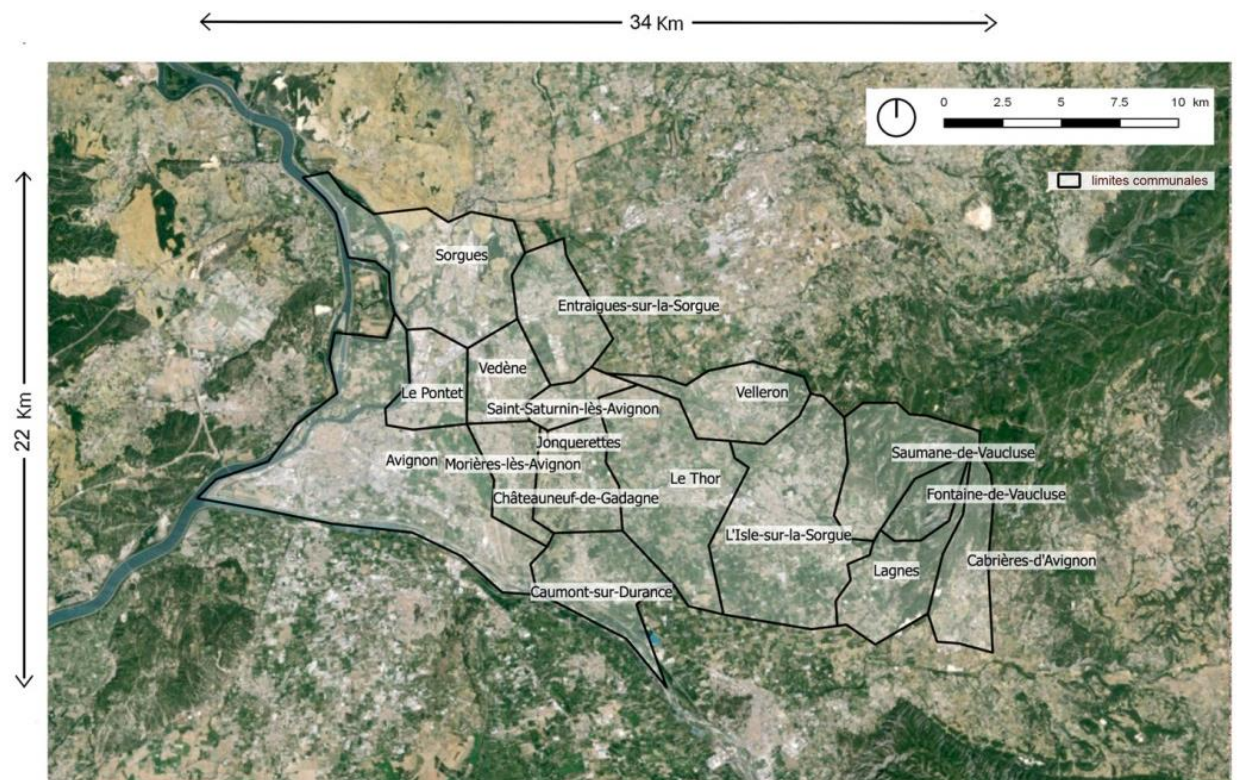 34 Km
0 2.5 5 7.5 10 km
limites communales
22 Km
Sorgues
Entraigues-sur-la-Sorgue
Vedène
Le Pontet
Velleron
Saint-Saturnin-lès-Avignon
Jonquerettes
Avignon
Morières-lès-Avignon
Saumane-de-Vaucluse
Le Thor
Châteauneuf-de-Gadagne
Fontaine-de-Vaucluse
L'Isle-sur-la-Sorgue
Cabrières-d'Avignon
Lagnes
Caumont-sur-Durance